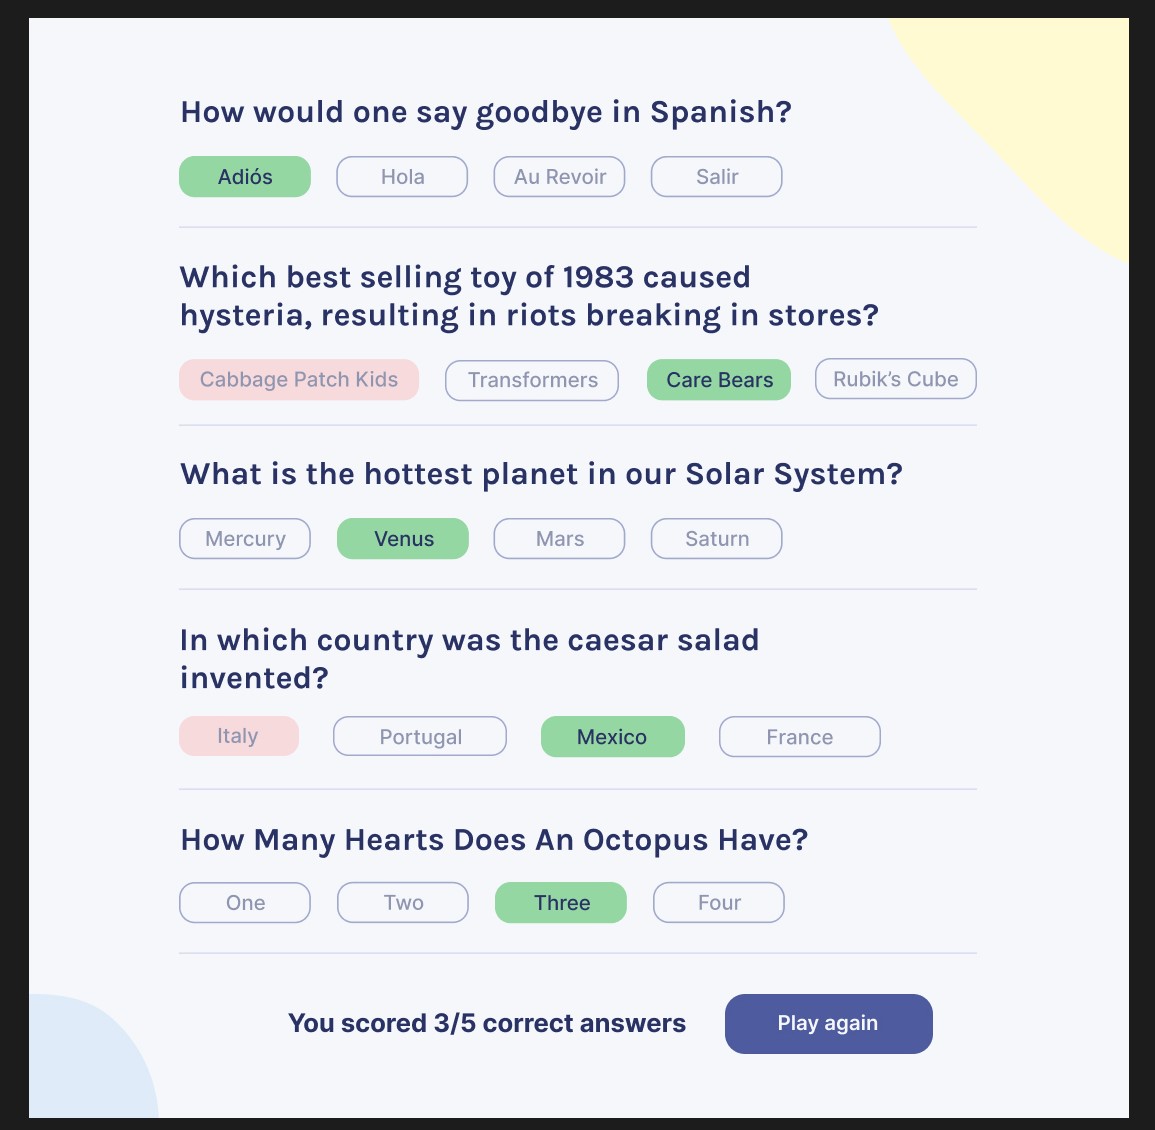 How would one say goodbye in Spanish?
Adiós Hola Au Revoir Salir
Which best selling toy of 1983 caused
hysteria, resulting in riots breaking in stores?
Cabbage Patch Kids Transformers Care Bears Rubik’s Cube
What is the hottest planet in our Solar System?
Mercury Venus Mars Saturn
In which country was the caesar salad
invented?
Italy Portugal Mexico France
How Many Hearts Does An Octopus Have?
One Two Three Four
You scored 3/5 correct answers Play again